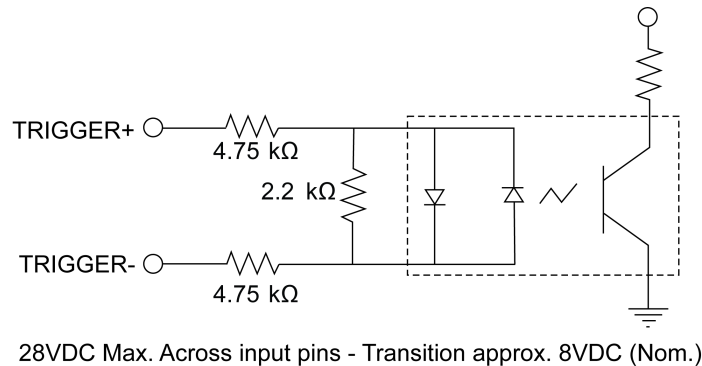 TRIGGER+
4.75 kΩ
2.2 kΩ
TRIGGER-
4.75 kΩ
28VDC Max. Across input pins - Transition approx. 8VDC (Nom.)